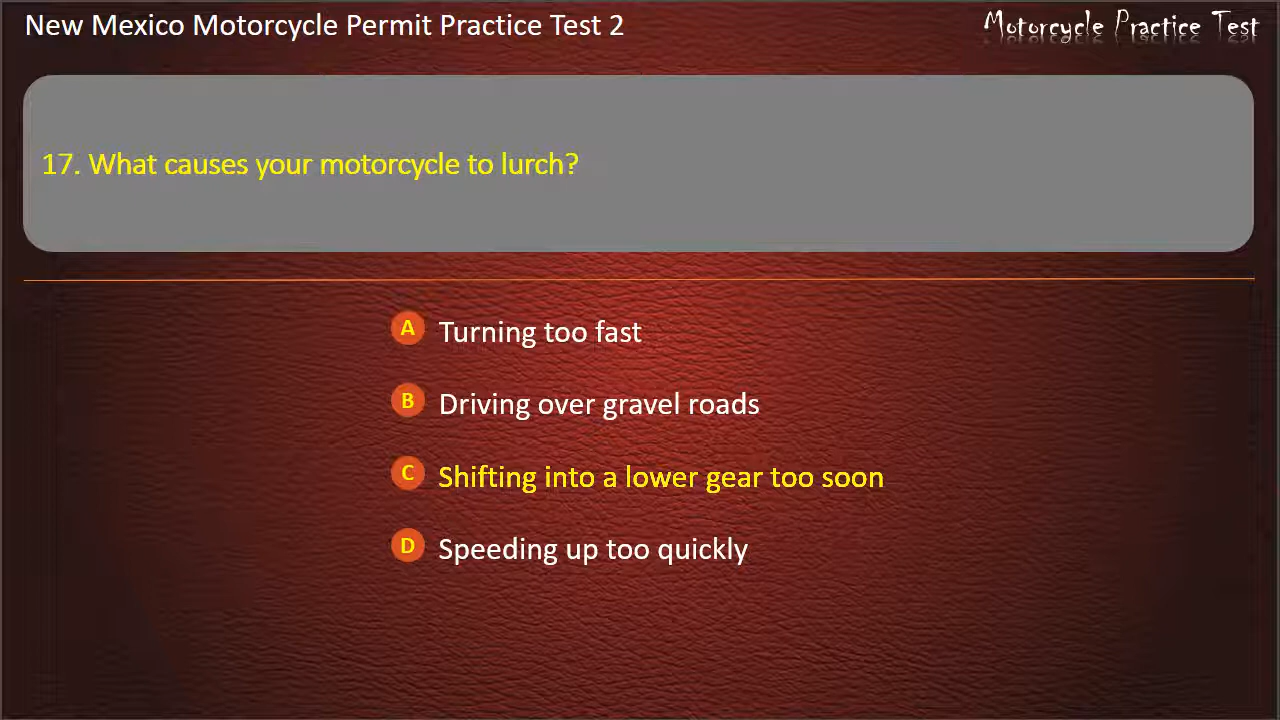 New Mexico Motorcycle Permit Practice Test 2
Motorcycle Practice Test
17. What causes your motorcycle to lurch?
A Turning too fast
B Driving over gravel roads
C Shifting into a lower gear too soon
D Speeding up too quickly